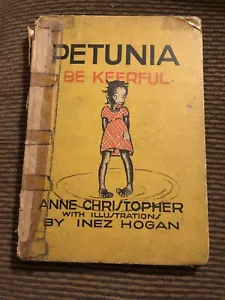 PETUNIA
BE KEERFUL
ANNE CHRISTOPHER
WITH ILLUSTRATIONS
BY INEZ HOGAN